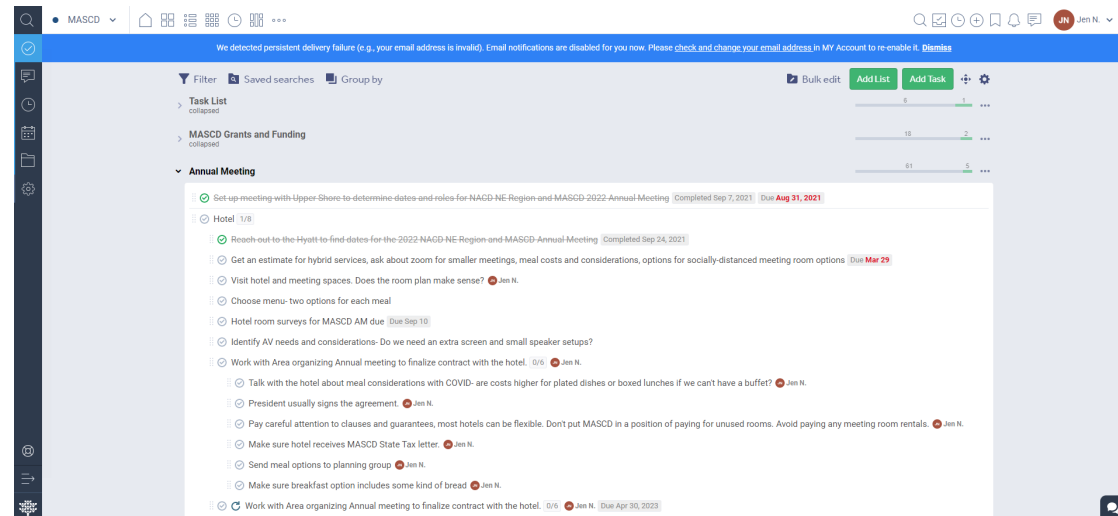 MASCD
JN Jen N.
We detected persistent delivery failure (e.g., your email address is invalid). Email notifications are disabled for you now. Please check and change your email address in MY Account to re-enable it. Dismiss
Filter Saved searches Group by Bulk edit Add List Add Task
Task List 6 1
collapsed
MASCD Grants and Funding 18 2
collapsed
Annual Meeting 61 5
Set up meeting with Upper Shore to determine dates and roles for NACD NE Region and MASCD 2022 Annual Meeting Completed Sep 7, 2021 Due Aug 31, 2021
Hotel 1/8
Reach out to the Hyatt to find dates for the 2022 NACD NE Region and MASCD Annual Meeting Completed Sep 24, 2021
Get an estimate for hybrid services, ask about zoom for smaller meetings, meal costs and considerations, options for socially-distanced meeting room options Due Mar 29
Visit hotel and meeting spaces. Does the room plan make sense? Jen N.
Choose menu- two options for each meal
Hotel room surveys for MASCD AM due Due Sep 10
Identify AV needs and considerations- Do we need an extra screen and small speaker setups?
Work with Area organizing Annual meeting to finalize contract with the hotel. 0/6 Jen N.
Talk with the hotel about meal considerations with COVID- are costs higher for plated dishes or boxed lunches if we can't have a buffet? Jen N.
President usually signs the agreement. Jen N.
Pay careful attention to clauses and guarantees, most hotels can be flexible. Don't put MASCD in a position of paying for unused rooms. Avoid paying any meeting room rentals. Jen N.
Make sure hotel receives MASCD State Tax letter. Jen N.
Send meal options to planning group Jen N.
Make sure breakfast option includes some kind of bread Jen N.
Work with Area organizing Annual meeting to finalize contract with the hotel. 0/6 Jen N. Due Apr 30, 2023